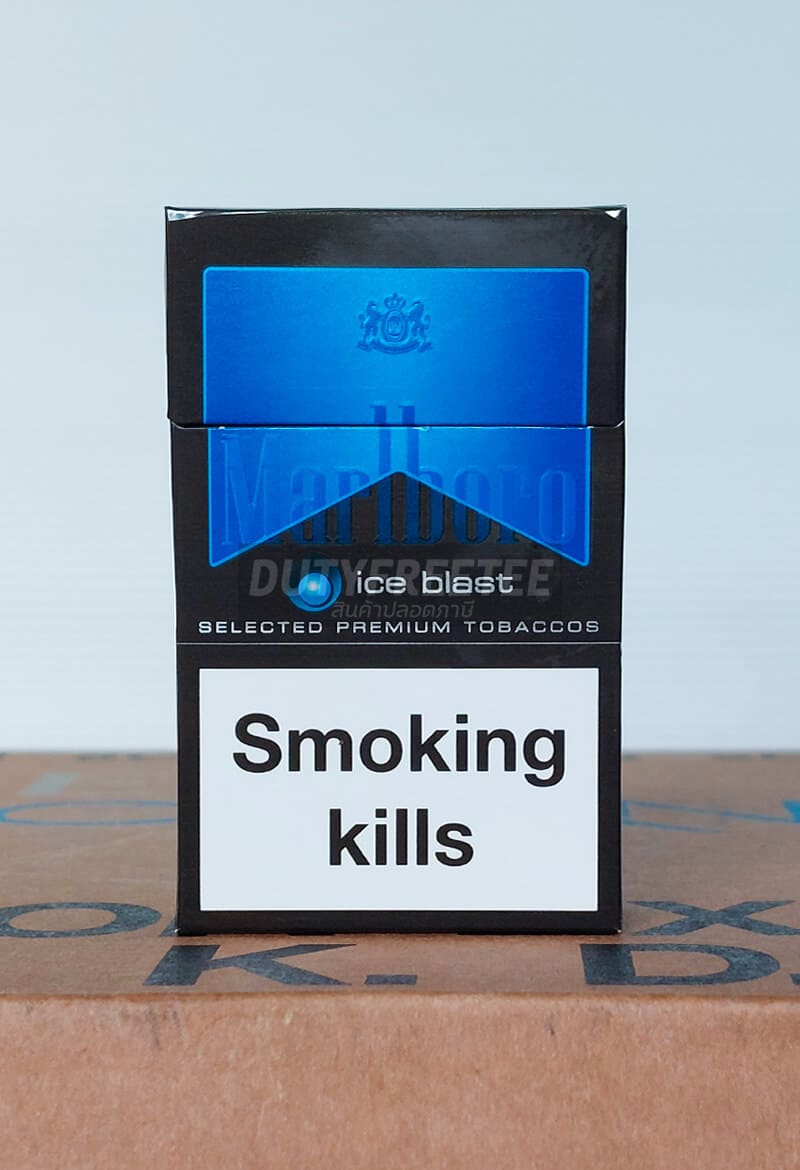 Marlboro
ice blast
DUTYFREETEE
สินค้าปลอดภาษี
SELECTED PREMIUM TOBACCOS
Smoking
kills
K. D.